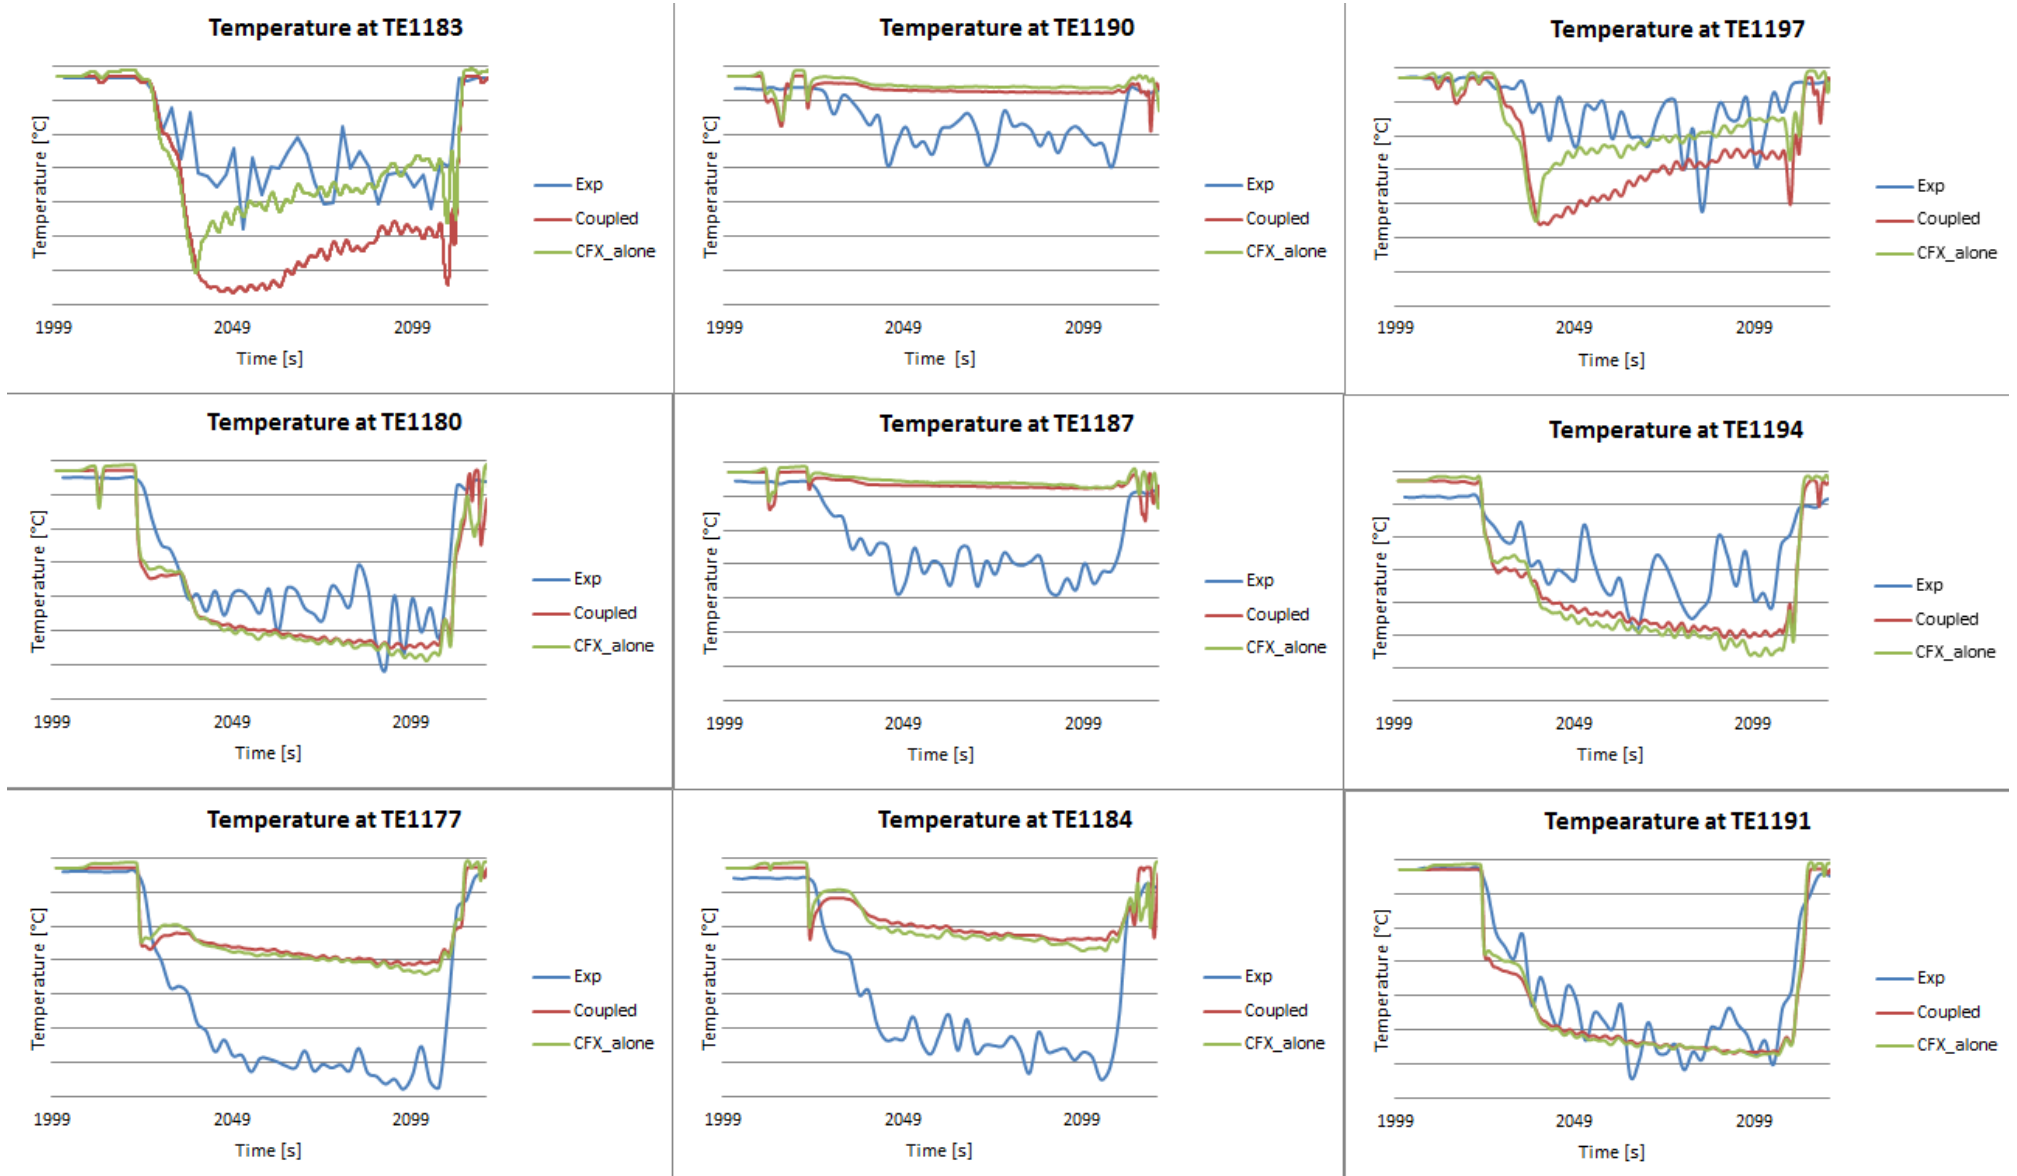 Temperature at TE1183
Temperature [°C]
Exp
Coupled
CFX_alone
1999 2049 2099
Time [s]
Temperature at TE1190
Temperature [°C]
Exp
Coupled
CFX_alone
1999 2049 2099
Time [s]
Temperature at TE1197
Temperature [°C]
Exp
Coupled
CFX_alone
1999 2049 2099
Time [s]
Temperature at TE1180
Temperature [°C]
Exp
Coupled
CFX_alone
1999 2049 2099
Time [s]
Temperature at TE1187
Temperature [°C]
Exp
Coupled
CFX_alone
1999 2049 2099
Time [s]
Temperature at TE1194
Temperature [°C]
Exp
Coupled
CFX_alone
1999 2049 2099
Time [s]
Temperature at TE1177
Temperature [°C]
Exp
Coupled
CFX_alone
1999 2049 2099
Time [s]
Temperature at TE1184
Temperature [°C]
Exp
Coupled
CFX_alone
1999 2049 2099
Time [s]
Tempearature at TE1191
Temperature [°C]
Exp
Coupled
CFX_alone
1999 2049 2099
Time [s]